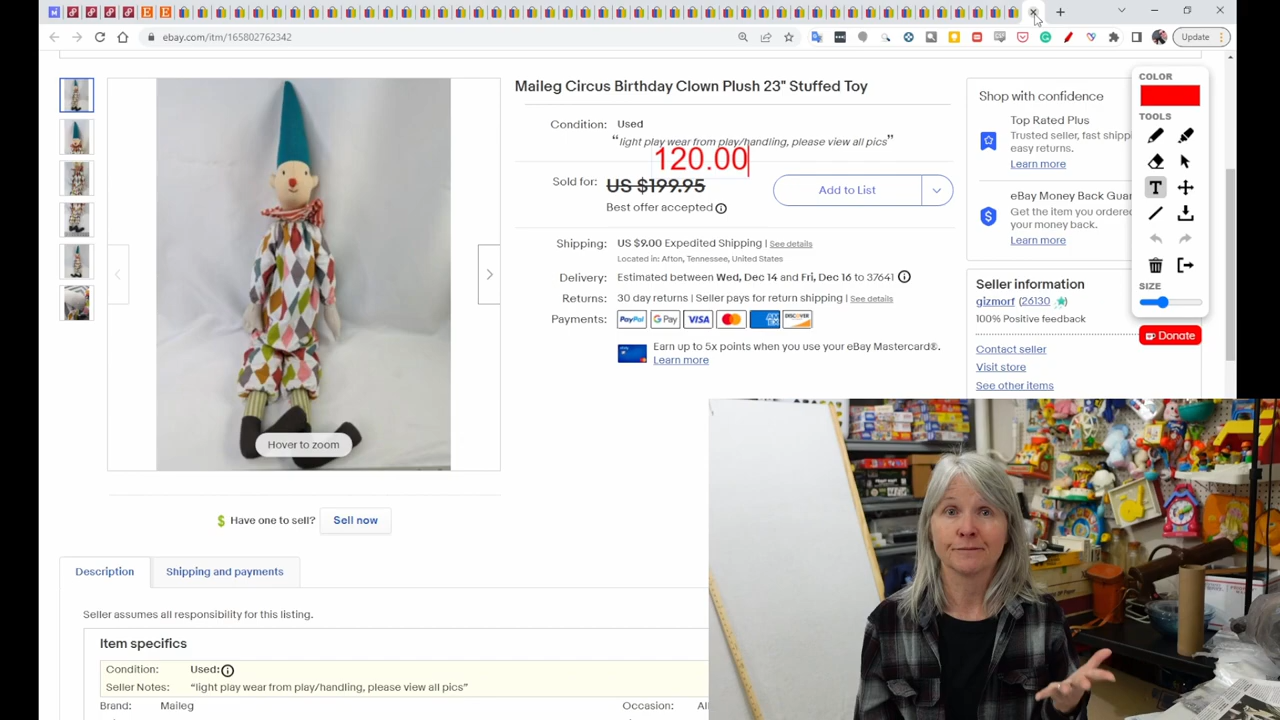 ebay.com/itm/165802762342
Update
Maileg Circus Birthday Clown Plush 23" Stuffed Toy
Condition: Used
“light play wear from play/handling, please view all pics”
120.00
Sold for: US $199.95
Best offer accepted
Add to List
Shipping: US $9.00 Expedited Shipping | See details
Located in: Afton, Tennessee, United States
Delivery: Estimated between Wed, Dec 14 and Fri, Dec 16 to 37641
Returns: 30 day returns | Seller pays for return shipping | See details
Payments: PayPal G Pay VISA DISCOVER
Earn up to 5x points when you use your eBay Mastercard®.
Learn more
Hover to zoom
Have one to sell? Sell now
Shop with confidence
Top Rated Plus
Trusted seller, fast shipp
easy returns.
Learn more
eBay Money Back Guar
Get the item you ordered
your money back.
Learn more
Seller information
gizmorf (26130)
100% Positive feedback
Contact seller
Visit store
See other items
COLOR
TOOLS
T
SIZE
Donate
Description
Shipping and payments
Seller assumes all responsibility for this listing.
Item specifics
Condition: Used:
Seller Notes: “light play wear from play/handling, please view all pics”
Brand: Maileg
Occasion: Al